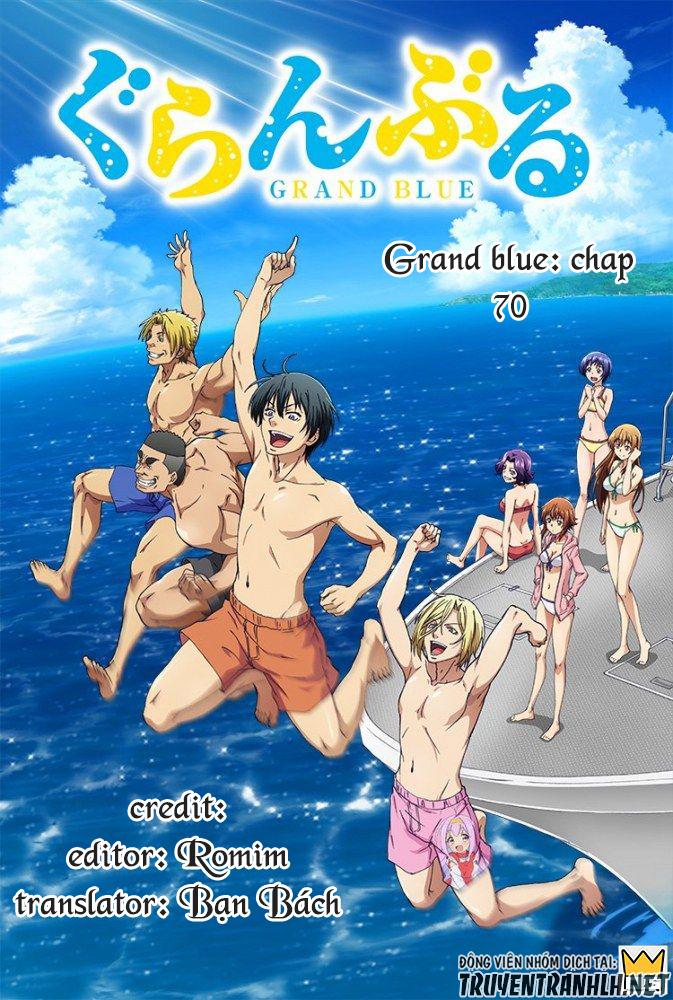 ぐらんぶる
GRAND BLUE
Grand blue: chap
70
credit:
editor: Romim
translator: Bạn Bách
ĐỘNG VIÊN NHÓM DỊCH TẠI:
TRUYENTRANHLH.NET